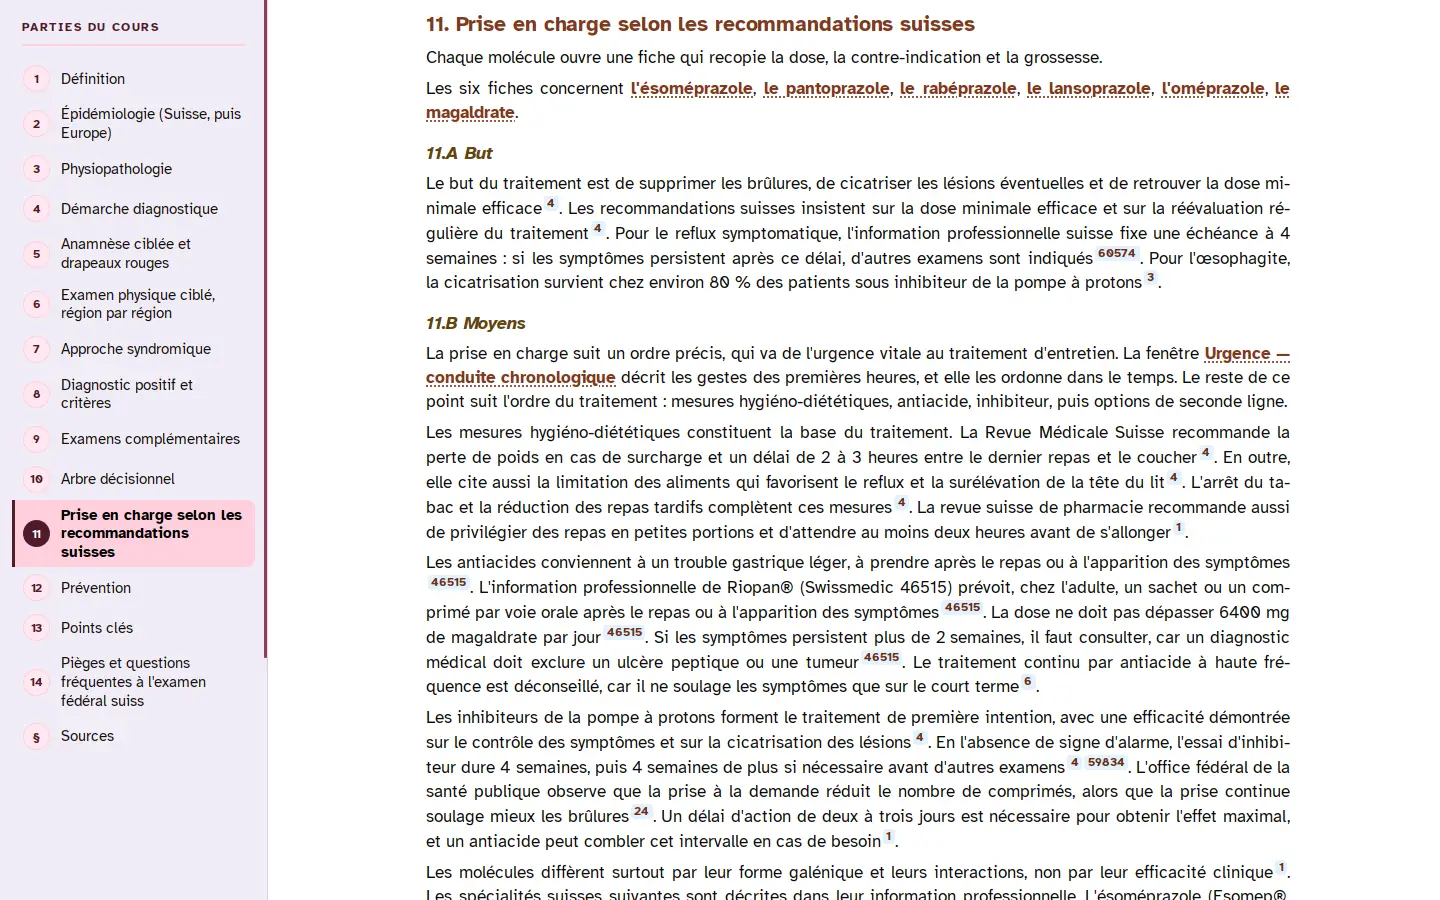 PARTIES DU COURS
1 Définition
2 Épidémiologie (Suisse, puis
Europe)
3 Physiopathologie
4 Démarche diagnostique
5 Anamnèse ciblée et
drapeaux rouges
6 Examen physique ciblé,
région par région
7 Approche syndromique
8 Diagnostic positif et
critères
9 Examens complémentaires
10 Arbre décisionnel
11 Prise en charge selon les
recommandations
suisses
12 Prévention
13 Points clés
14 Pièges et questions
fréquentes à l'examen
fédéral suiss
§ Sources
11. Prise en charge selon les recommandations suisses
Chaque molécule ouvre une fiche qui recopie la dose, la contre-indication et la grossesse.
Les six fiches concernent l'ésoméprazole, le pantoprazole, le rabéprazole, le lansoprazole, l'oméprazole, le
magaldrate.
11.A But
Le but du traitement est de supprimer les brûlures, de cicatriser les lésions éventuelles et de retrouver la dose mi-
nimale efficace 4. Les recommandations suisses insistent sur la dose minimale efficace et sur la réévaluation ré-
gulière du traitement 4. Pour le reflux symptomatique, l'information professionnelle suisse fixe une échéance à 4
semaines : si les symptômes persistent après ce délai, d'autres examens sont indiqués 60574. Pour l'œsophagite,
la cicatrisation survient chez environ 80 % des patients sous inhibiteur de la pompe à protons 3.
11.B Moyens
La prise en charge suit un ordre précis, qui va de l'urgence vitale au traitement d'entretien. La fenêtre Urgence —
conduite chronologique décrit les gestes des premières heures, et elle les ordonne dans le temps. Le reste de ce
point suit l'ordre du traitement : mesures hygiéno-diététiques, antiacide, inhibiteur, puis options de seconde ligne.
Les mesures hygiéno-diététiques constituent la base du traitement. La Revue Médicale Suisse recommande la
perte de poids en cas de surcharge et un délai de 2 à 3 heures entre le dernier repas et le coucher 4. En outre,
elle cite aussi la limitation des aliments qui favorisent le reflux et la surélévation de la tête du lit 4. L'arrêt du ta-
bac et la réduction des repas tardifs complètent ces mesures 4. La revue suisse de pharmacie recommande aussi
de privilégier des repas en petites portions et d'attendre au moins deux heures avant de s'allonger 1.
Les antiacides conviennent à un trouble gastrique léger, à prendre après le repas ou à l'apparition des symptômes
46515. L'information professionnelle de Riopan® (Swissmedic 46515) prévoit, chez l'adulte, un sachet ou un com-
primé par voie orale après le repas ou à l'apparition des symptômes 46515. La dose ne doit pas dépasser 6400 mg
de magaldrate par jour 46515. Si les symptômes persistent plus de 2 semaines, il faut consulter, car un diagnostic
médical doit exclure un ulcère peptique ou une tumeur 46515. Le traitement continu par antiacide à haute fré-
quence est déconseillé, car il ne soulage les symptômes que sur le court terme 6.
Les inhibiteurs de la pompe à protons forment le traitement de première intention, avec une efficacité démontrée
sur le contrôle des symptômes et sur la cicatrisation des lésions 4. En l'absence de signe d'alarme, l'essai d'inhibi-
teur dure 4 semaines, puis 4 semaines de plus si nécessaire avant d'autres examens 4 59834. L'office fédéral de la
santé publique observe que la prise à la demande réduit le nombre de comprimés, alors que la prise continue
soulage mieux les brûlures 24. Un délai d'action de deux à trois jours est nécessaire pour obtenir l'effet maximal,
et un antiacide peut combler cet intervalle en cas de besoin 1.
Les molécules diffèrent surtout par leur forme galénique et leurs interactions, non par leur efficacité clinique 1.
Les spécialités suisses suivantes sont décrites dans leur information professionnelle. L'ésoméprazole (Esomep®,